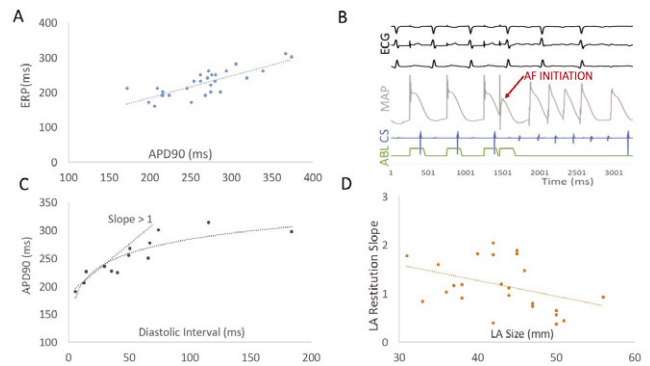 A
400
300
200
100
0
ERP(ms)
APD90 (ms)
100 150 200 250 300 350 400
B
ECG
MAP
AF INITIATION
CS
ABL
1 501 1001 1501 2001 2501 3001
Time (ms)
C
350
300
250
200
150
100
APD90 (ms)
Slope > 1
Diastolic Interval (ms)
0 50 100 150 200
D
3
2
1
0
LA Restitution Slope
LA Size (mm)
30 40 50 60